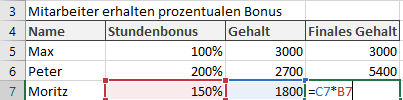 3 Mitarbeiter erhalten prozentualen Bonus
4 Name Stundenbonus Gehalt Finales Gehalt
5 Max 100% 3000 3000
6 Peter 200% 2700 5400
7 Moritz 150% 1800 =C7*B7